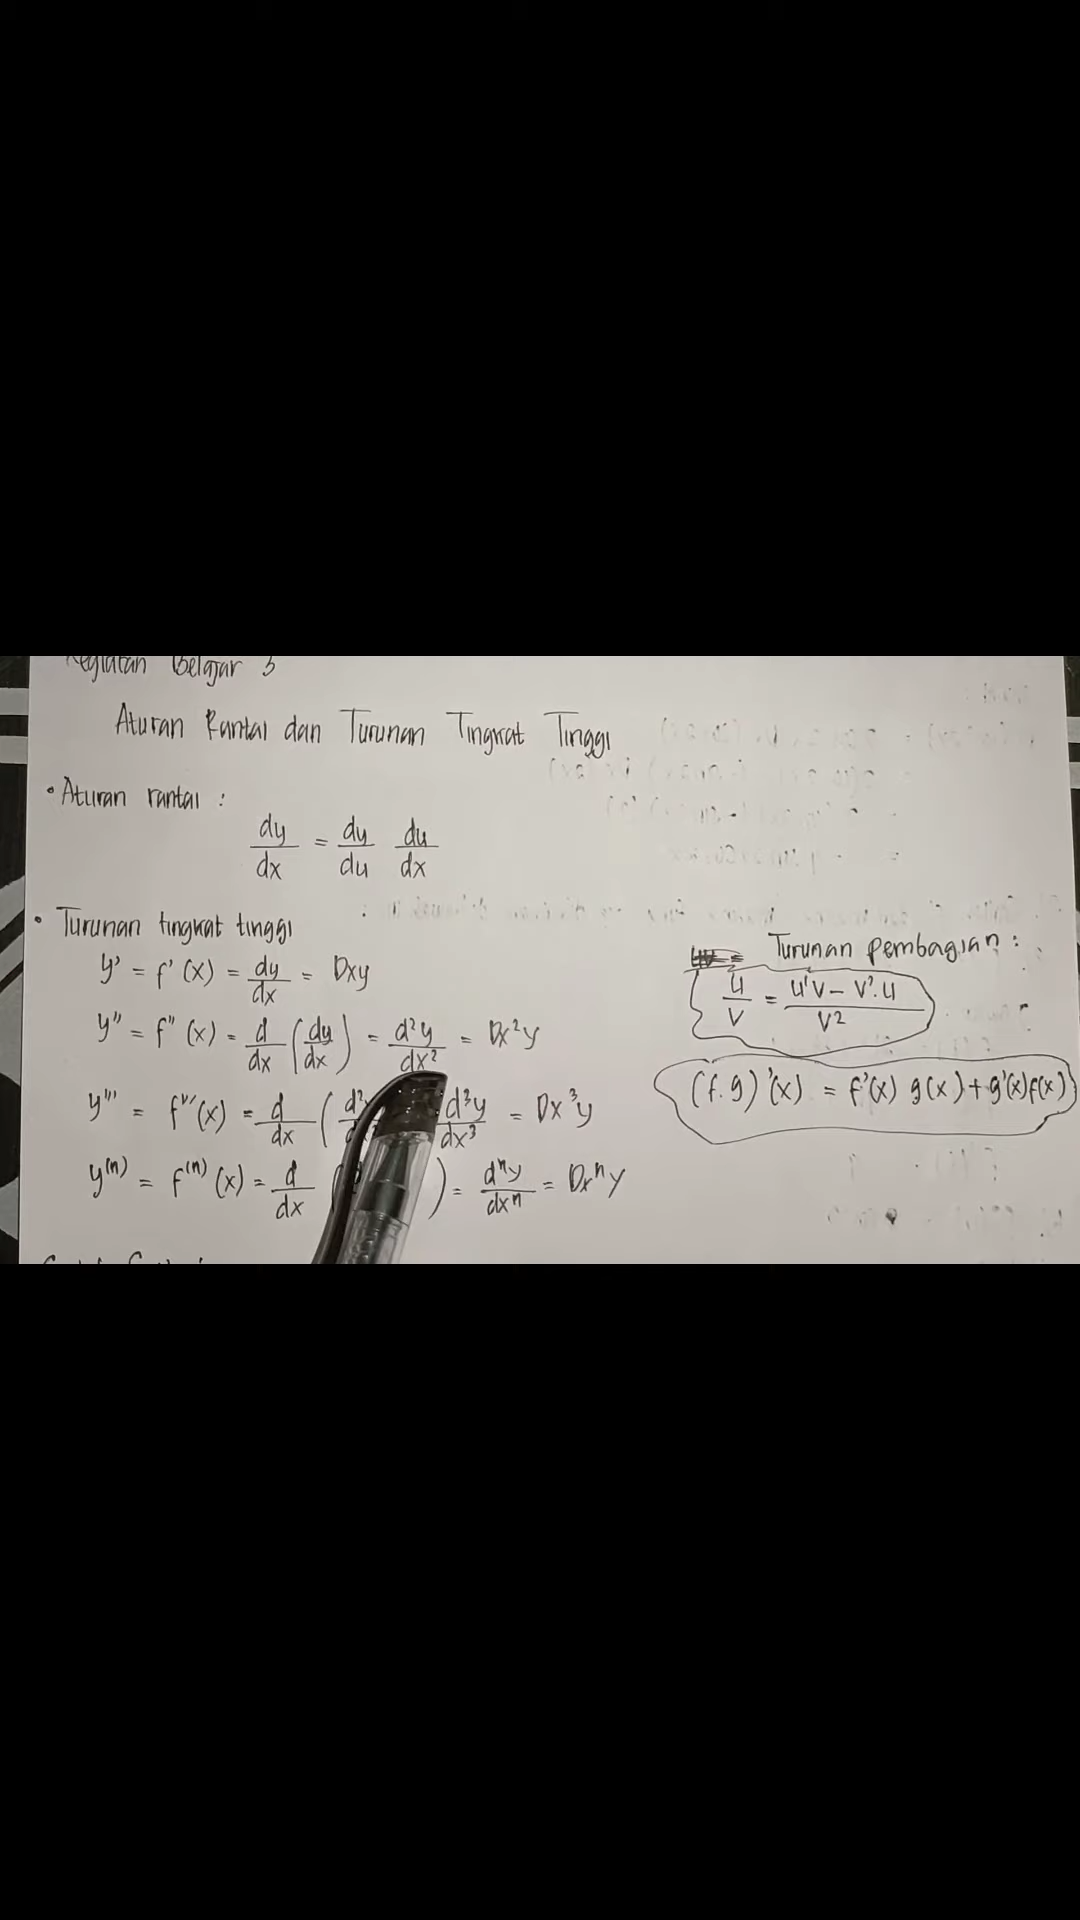 Kegiatan Belajar 3
Aturan Rantai dan Turunan Tingkat Tinggi
• Aturan rantai :
dy/dx = dy/du du/dx
• Turunan tingkat tinggi
y' = f'(x) = dy/dx = Dxy
y'' = f''(x) = d/dx (dy/dx) = d²y/dx² = Dx²y
y''' = f'''(x) = d/dx ( d³y/dx³ = Dx³y
y⁽ⁿ⁾ = f⁽ⁿ⁾(x) = d/dx ( ) = dⁿy/dxⁿ = Dxⁿy
Turunan pembagian :
u/v = u'v – v'.u / v²
(f.g)'(x) = f'(x) g(x) + g'(x) f(x)